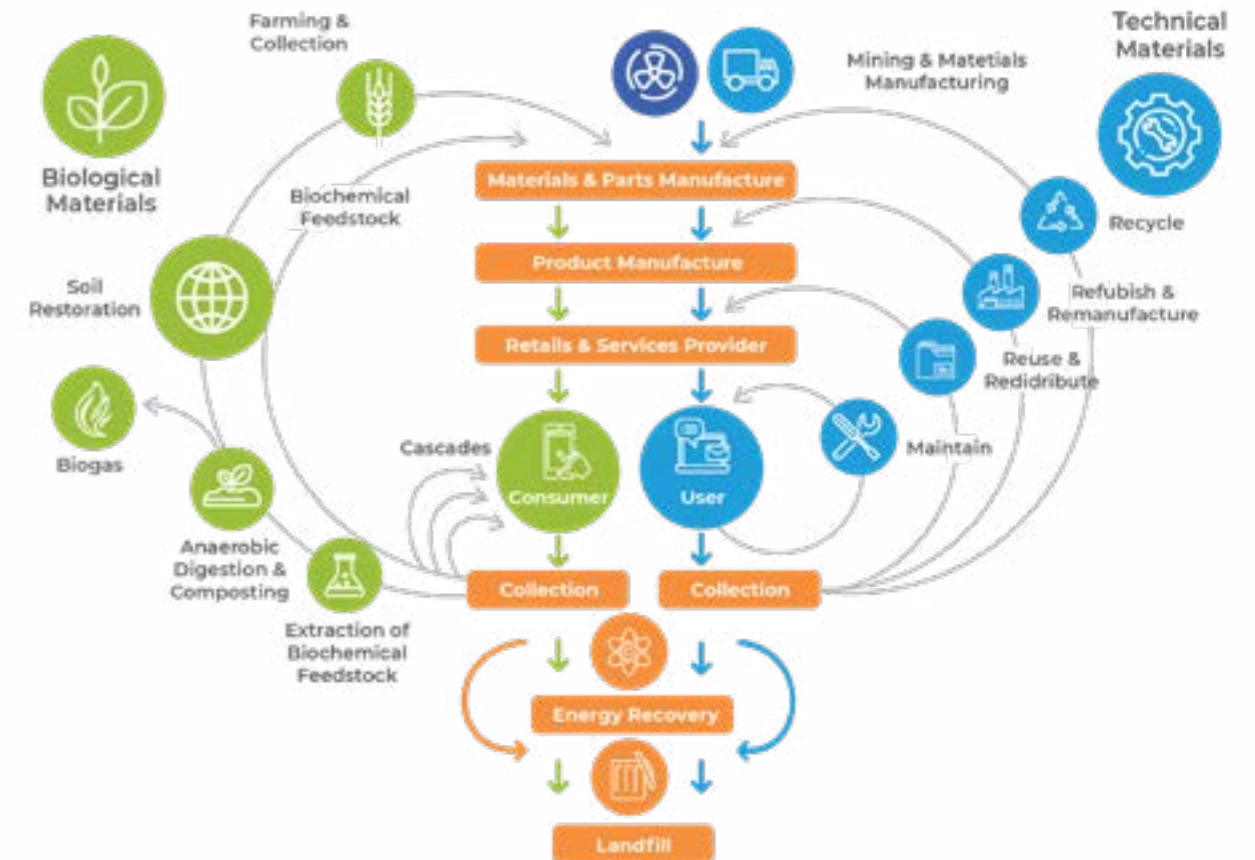 Farming &
Collection
Technical
Materials
Mining & Matetials
Manufacturing
Biological
Materials
Materials & Parts Manufacture
Biochemical
Feedstock
Recycle
Product Manufacture
Soil
Restoration
Refubish &
Remanufacture
Retails & Services Provider
Reuse &
Redidribute
Biogas
Cascades
Maintain
Consumer
User
Anaerobic
Digestion &
Composting
Collection
Collection
Extraction of
Biochemical
Feedstock
Energy Recovery
Landfill